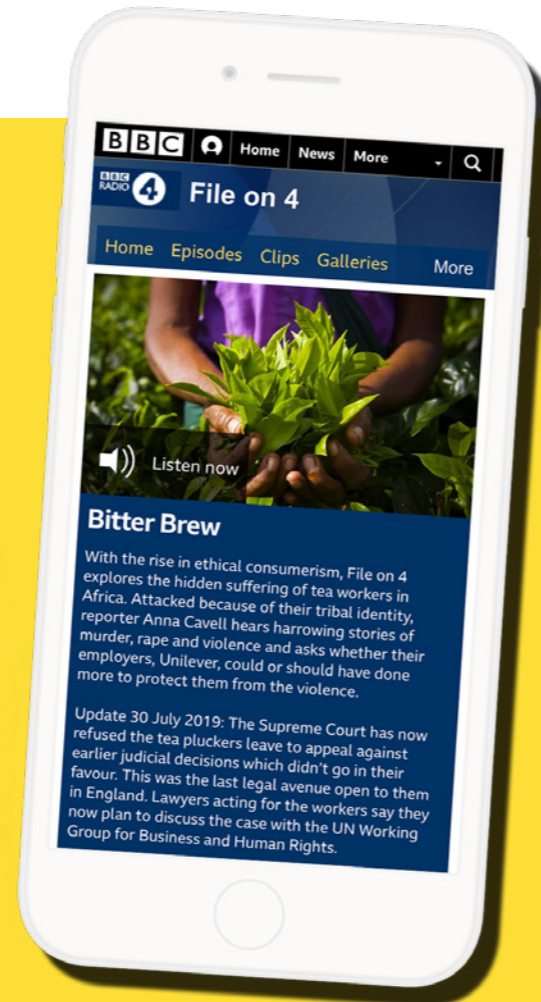 BBC Home News More
BBC
RADIO 4 File on 4
Home Episodes Clips Galleries More
Listen now
Bitter Brew
With the rise in ethical consumerism, File on 4
explores the hidden suffering of tea workers in
Africa. Attacked because of their tribal identity,
reporter Anna Cavell hears harrowing stories of
murder, rape and violence and asks whether their
employers, Unilever, could or should have done
more to protect them from the violence.
Update 30 July 2019: The Supreme Court has now
refused the tea pluckers leave to appeal against
earlier judicial decisions which didn't go in their
favour. This was the last legal avenue open to them
in England. Lawyers acting for the workers say they
now plan to discuss the case with the UN Working
Group for Business and Human Rights.